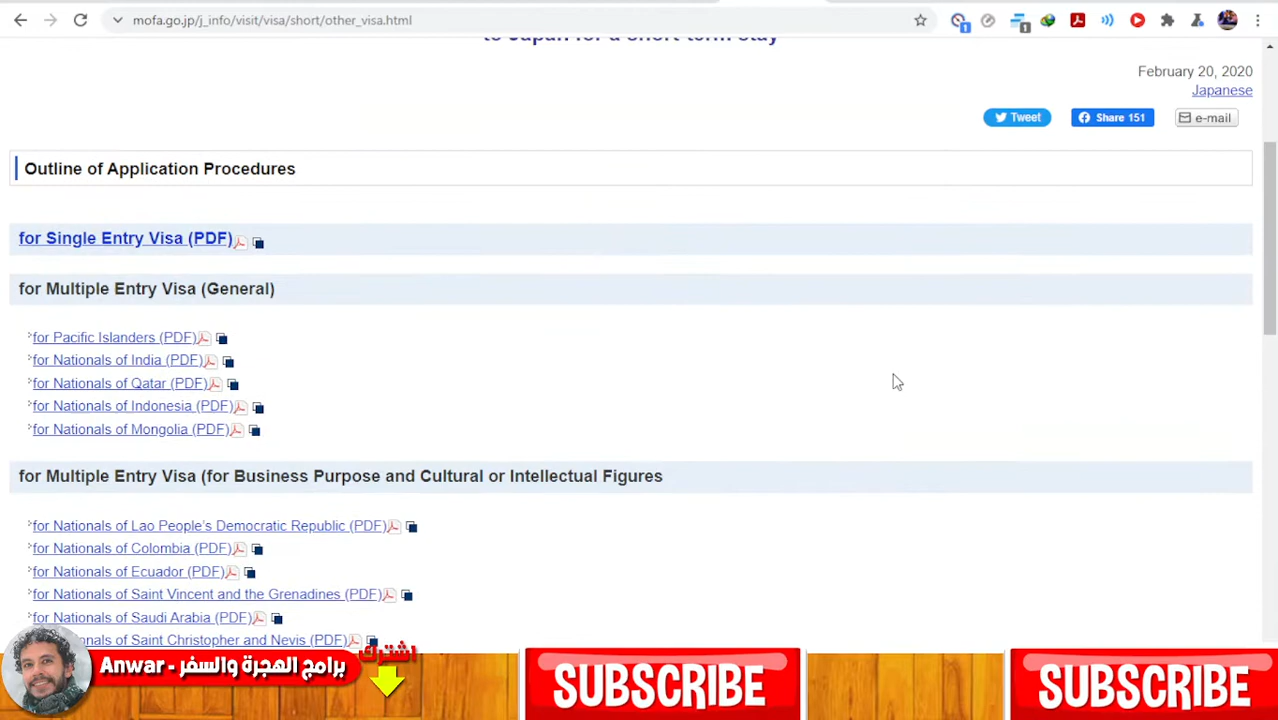 mofa.go.jp/j_info/visit/visa/short/other_visa.html
1
1
to Japan for a short-term stay
February 20, 2020
Japanese
Tweet
Share 151
e-mail
Outline of Application Procedures
for Single Entry Visa (PDF)
for Multiple Entry Visa (General)
for Pacific Islanders (PDF)
for Nationals of India (PDF)
for Nationals of Qatar (PDF)
for Nationals of Indonesia (PDF)
for Nationals of Mongolia (PDF)
for Multiple Entry Visa (for Business Purpose and Cultural or Intellectual Figures
for Nationals of Lao People's Democratic Republic (PDF)
for Nationals of Colombia (PDF)
for Nationals of Ecuador (PDF)
for Nationals of Saint Vincent and the Grenadines (PDF)
for Nationals of Saudi Arabia (PDF)
onals of Saint Christopher and Nevis (PDF)
Anwar - برامج الهجرة والسفر
اشترك
SUBSCRIBE
SUBSCRIBE